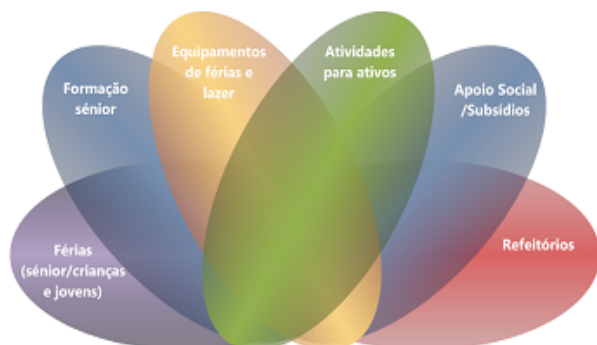 Equipamentos
de férias e
lazer
Atividades
para ativos
Formação
sénior
Apoio Social
/Subsídios
Férias
(sénior/crianças
e jovens)
Refeitórios